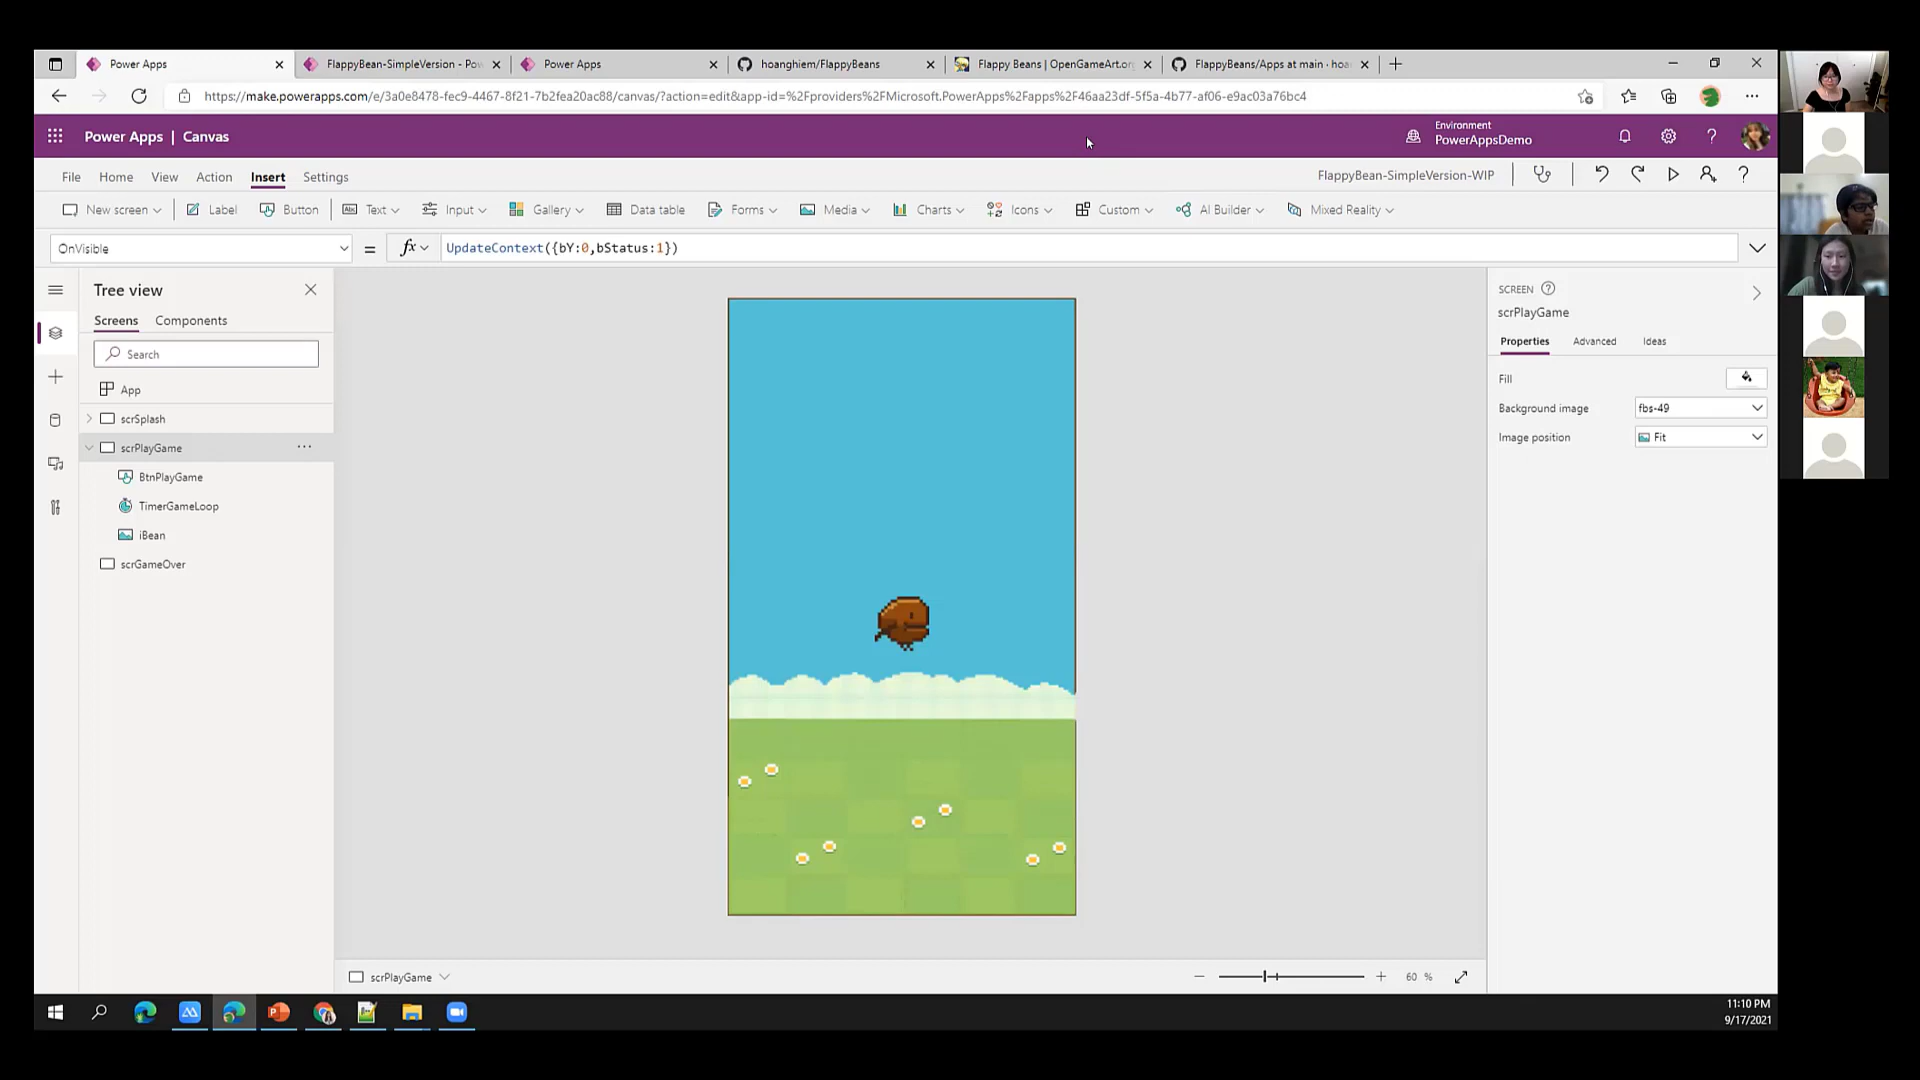 Power Apps
FlappyBean-SimpleVersion - Pow
Power Apps
hoanghiem/FlappyBeans
Flappy Beans | OpenGameArt.org
FlappyBeans/Apps at main · hoa
https://make.powerapps.com/e/3a0e8478-fec9-4467-8f21-7b2fea20ac88/canvas/?action=edit&app-id=%2Fproviders%2FMicrosoft.PowerApps%2Fapps%2F46aa23df-5f5a-4b77-af06-e9ac03a76bc4
Power Apps | Canvas
Environment
PowerAppsDemo
File Home View Action Insert Settings
FlappyBean-SimpleVersion-WIP
New screen Label Button Text Input Gallery Data table Forms Media Charts Icons Custom AI Builder Mixed Reality
OnVisible = fx UpdateContext({bY:0,bStatus:1})
Tree view
Screens Components
Search
App
scrSplash
scrPlayGame
BtnPlayGame
TimerGameLoop
iBean
scrGameOver
SCREEN
scrPlayGame
Properties Advanced Ideas
Fill
Background image fbs-49
Image position Fit
scrPlayGame
60 %
11:10 PM
9/17/2021